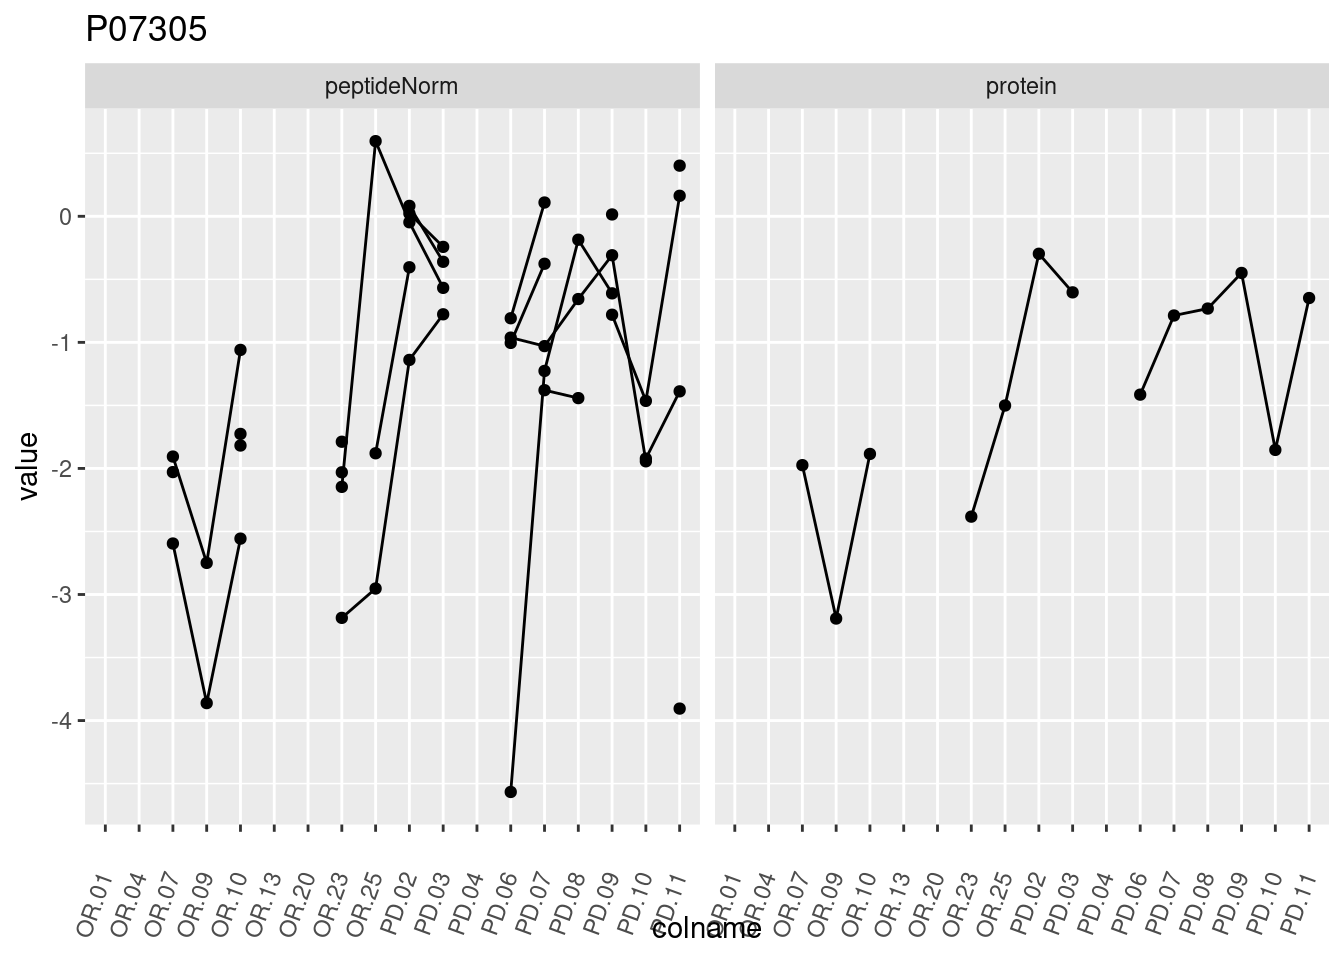 P07305
peptideNorm protein
0
-1
-2
-3
-4
value
OR.01 OR.04 OR.07 OR.09 OR.10 OR.13 OR.20 OR.23 OR.25 PD.02 PD.03 PD.04 PD.06 PD.07 PD.08 PD.09 PD.10 PD.11 OR.01 OR.04 OR.07 OR.09 OR.10 OR.13 OR.20 OR.23 OR.25 PD.02 PD.03 PD.04 PD.06 PD.07 PD.08 PD.09 PD.10 PD.11
colname